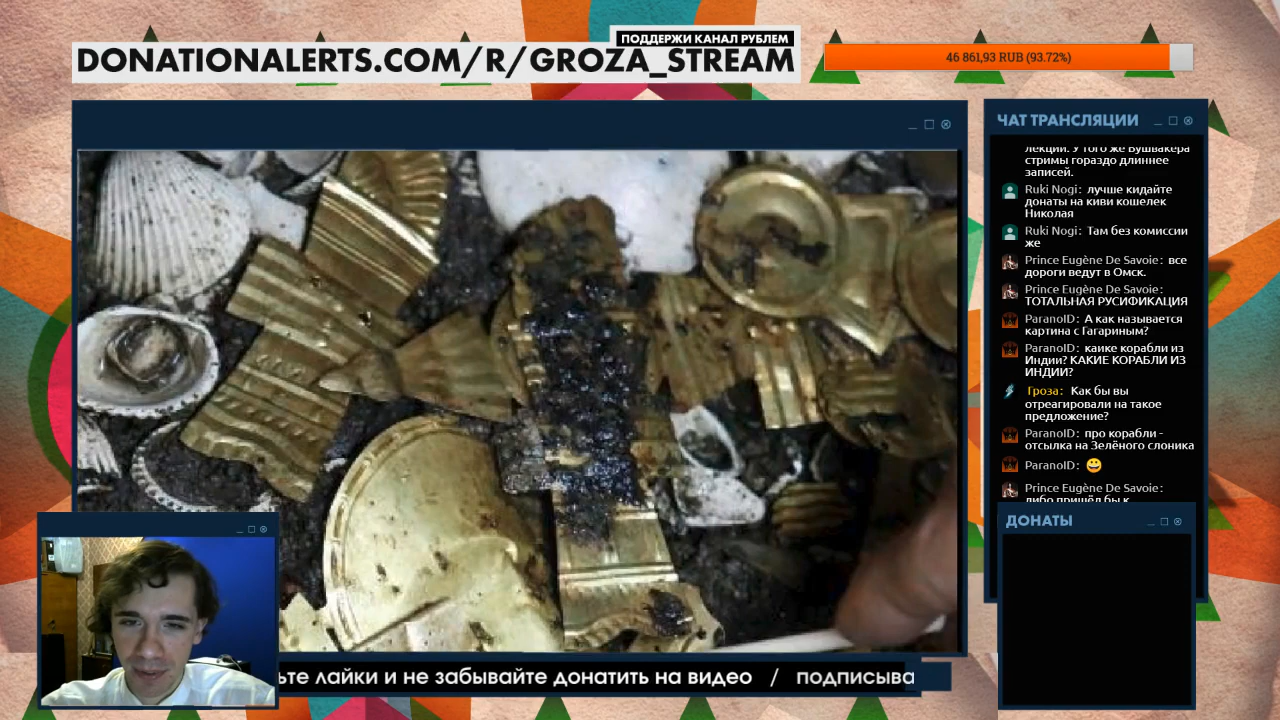 ПОДДЕРЖИ КАНАЛ РУБЛЕМ
DONATIONALERTS.COM/R/GROZA_STREAM
46 861,93 RUB (93.72%)
ЧАТ ТРАНСЛЯЦИИ
лекции. У того же Бушвакера
стримы гораздо длиннее
записей.
Ruki Nogi: лучше кидайте
донаты на киви кошелек
Николая
Ruki Nogi: Там без комиссии
же
Prince Eugène De Savoie: все
дороги ведут в Омск.
Prince Eugène De Savoie:
ТОТАЛЬНАЯ РУСИФИКАЦИЯ
ParanoID: А как называется
картина с Гагариным?
ParanoID: каике корабли из
Индии? КАКИЕ КОРАБЛИ ИЗ
ИНДИИ?
Гроза: Как бы вы
отреагировали на такое
предложение?
ParanoID: про корабли -
отсылка на Зелёного слоника
ParanoID: 😀
Prince Eugène De Savoie:
либо пришёл бы к
ДОНАТЫ
ьте лайки и не забывайте донатить на видео / подписыва